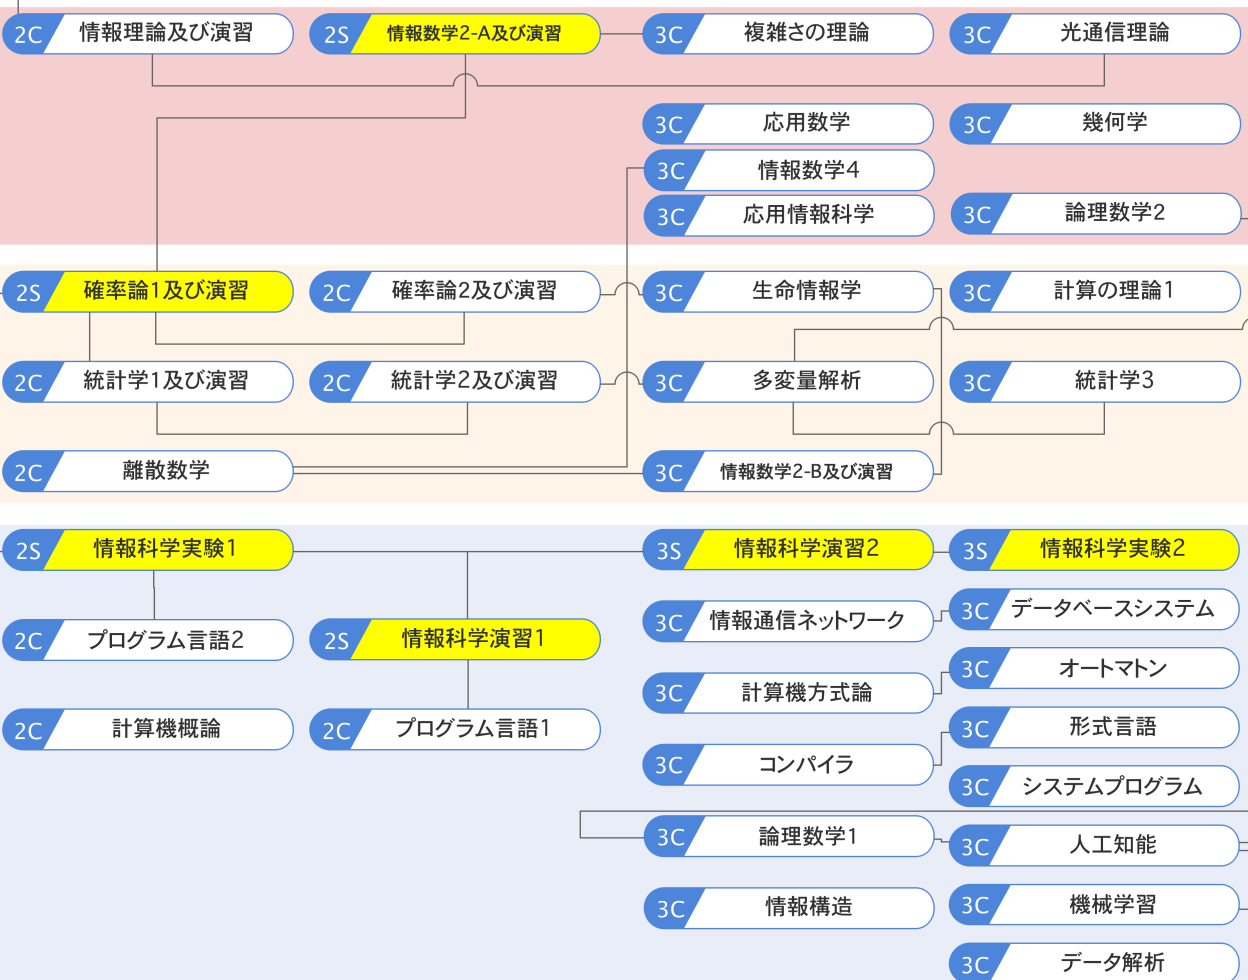 2C 情報理論及び演習
2S 情報数学2-A及び演習
3C 複雑さの理論
3C 光通信理論
3C 応用数学
3C 幾何学
3C 情報数学4
3C 応用情報科学
3C 論理数学2
2S 確率論1及び演習
2C 確率論2及び演習
3C 生命情報学
3C 計算の理論1
2C 統計学1及び演習
2C 統計学2及び演習
3C 多変量解析
3C 統計学3
2C 離散数学
3C 情報数学2-B及び演習
2S 情報科学実験1
3S 情報科学演習2
3S 情報科学実験2
3C 情報通信ネットワーク
3C データベースシステム
2C プログラム言語2
2S 情報科学演習1
3C 計算機方式論
3C オートマトン
2C 計算機概論
2C プログラム言語1
3C コンパイラ
3C 形式言語
3C システムプログラム
3C 論理数学1
3C 人工知能
3C 情報構造
3C 機械学習
3C データ解析